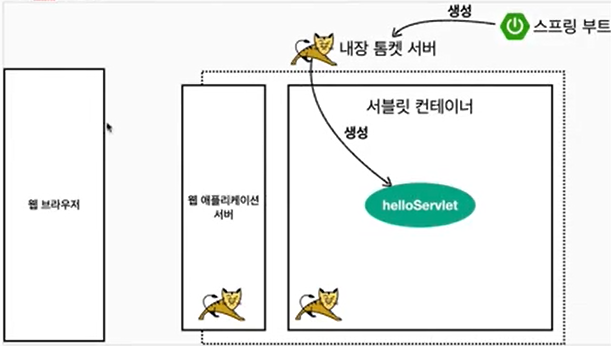 생성
스프링 부트
내장 톰켓 서버
서블릿 컨테이너
생성
웹 브라우저
웹 애플리케이션
서버
helloServlet